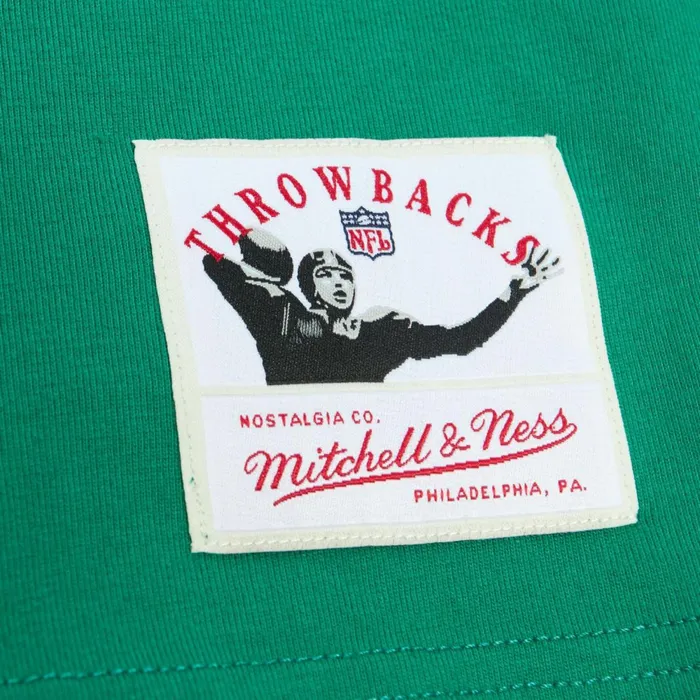 THROWBACKS
NFL
NOSTALGIA CO.
Mitchell & Ness
PHILADELPHIA, PA.